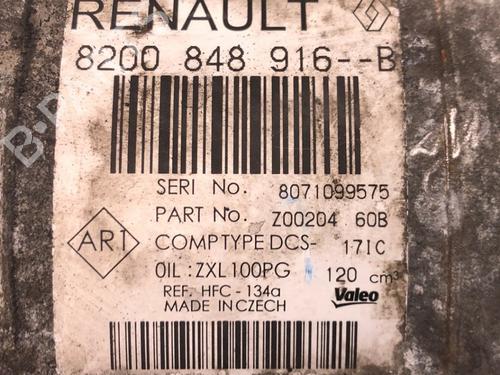 RENAULT
8200 848 916--B
SERI No. 8071099575
PART No. Z00204 60B
AR1
COMPTYPE DCS- 17IC
OIL : ZXL100PG 120 cm³
REF. HFC - 134a
MADE IN CZECH
Valeo